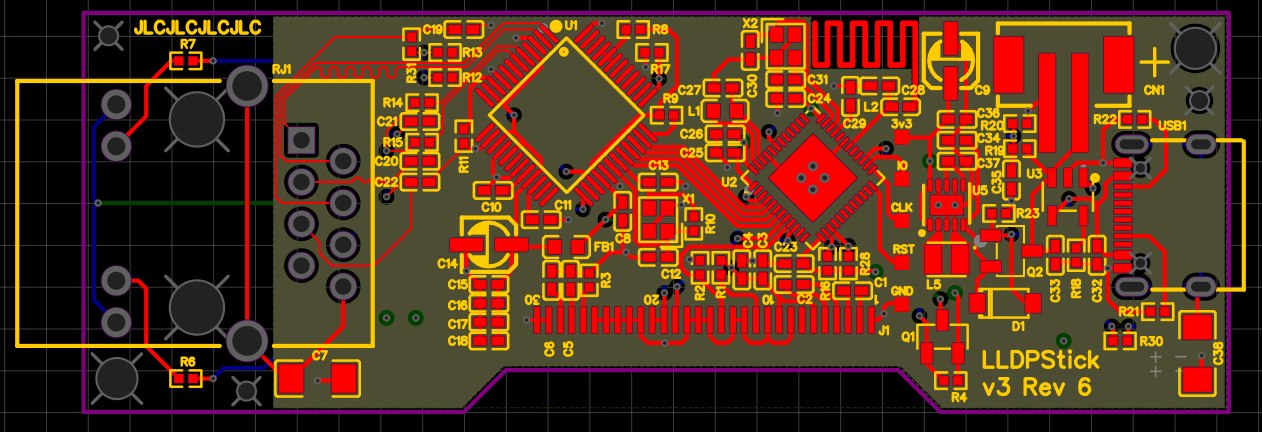 JLCJLCJLCJLC
R7
RJ1
C19
R31
R13
R12
R14
C21
R15
C20
C22
R11
U1
R8
R17
R9
C27
L1
C26
C25
X2
C30
C31
C24
C29
L2
C28
3v3
C9
CN1
C36
R20
C34
R19
C37
C35
R22
USB1
U3
U5
R23
IO
CLK
RST
GND
U2
C13
X1
R10
C8
C10
C11
FB1
C14
C12
R3
R2
R1
C4
C3
C23
C2
R16
R28
C1
C15
C16
C17
C18
C6
C5
30
20
10
1
J1
L5
Q2
D1
C33
R18
C32
R21
R30
Q1
R4
C38
R6
C7
LLDPStick
v3 Rev 6